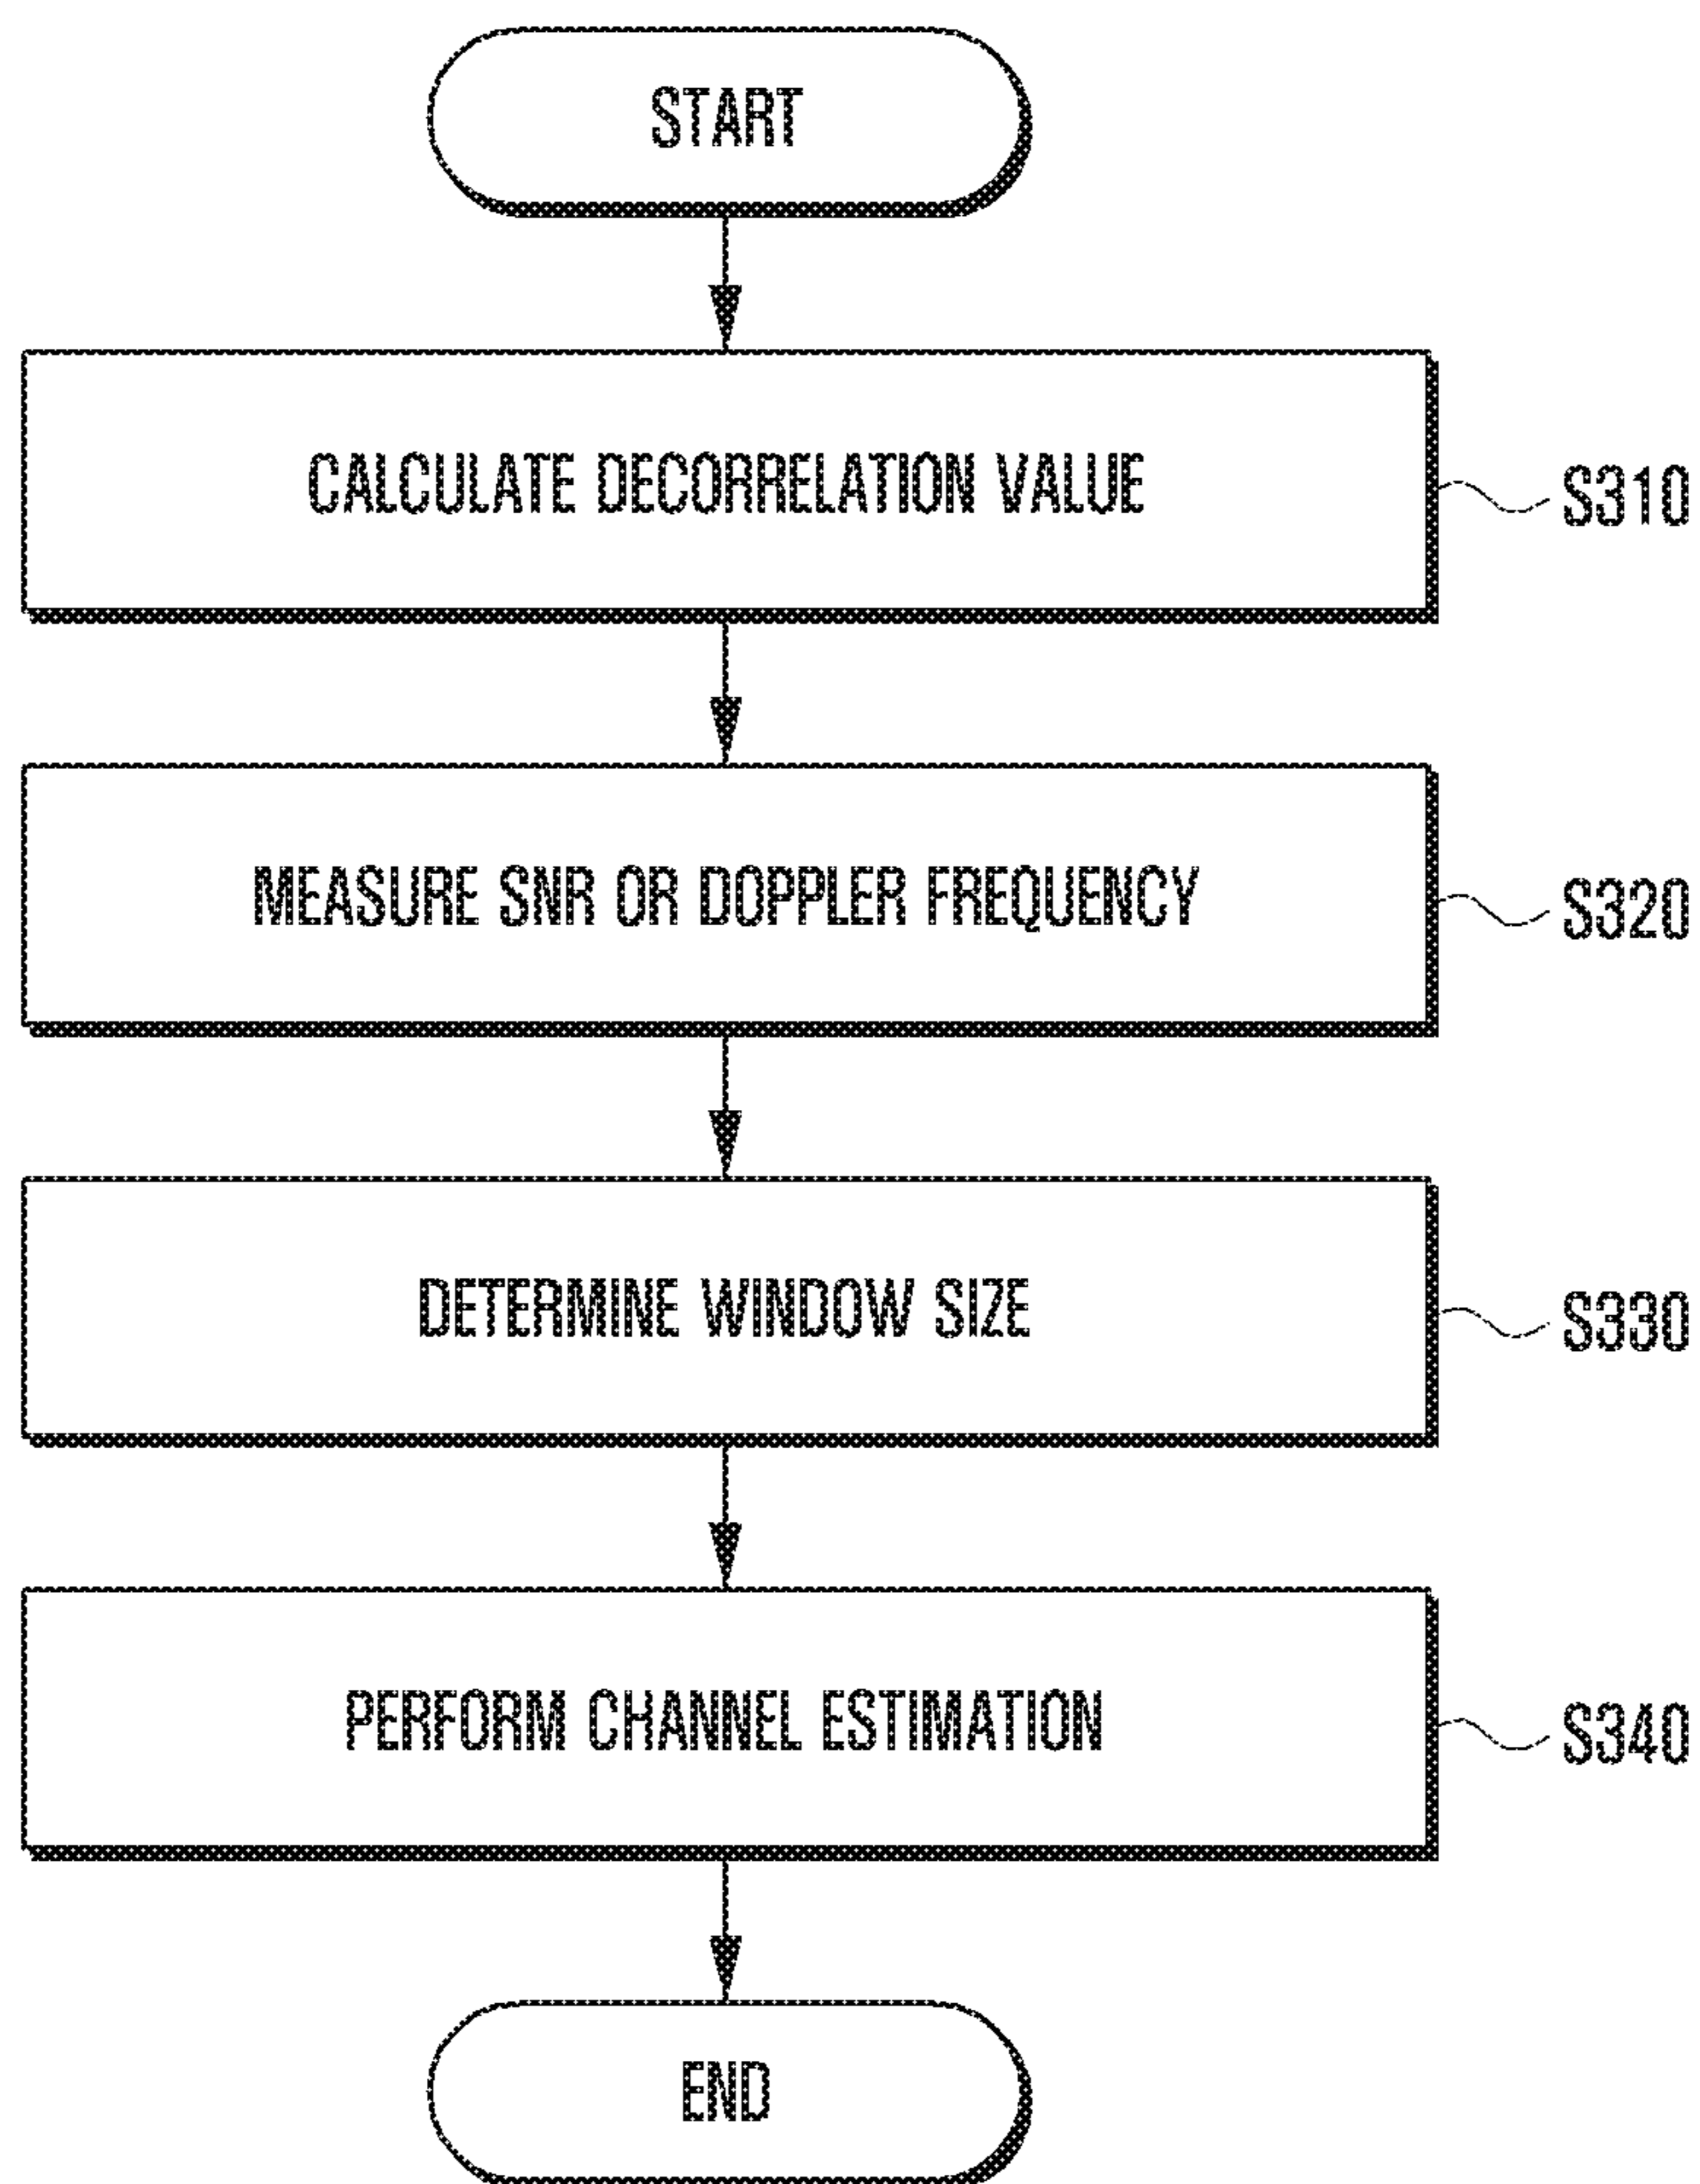 START
CALCULATE DECORRELATION VALUE
S310
MEASURE SNR OR DOPPLER FREQUENCY
S320
DETERMINE WINDOW SIZE
S330
PERFORM CHANNEL ESTIMATION
S340
END